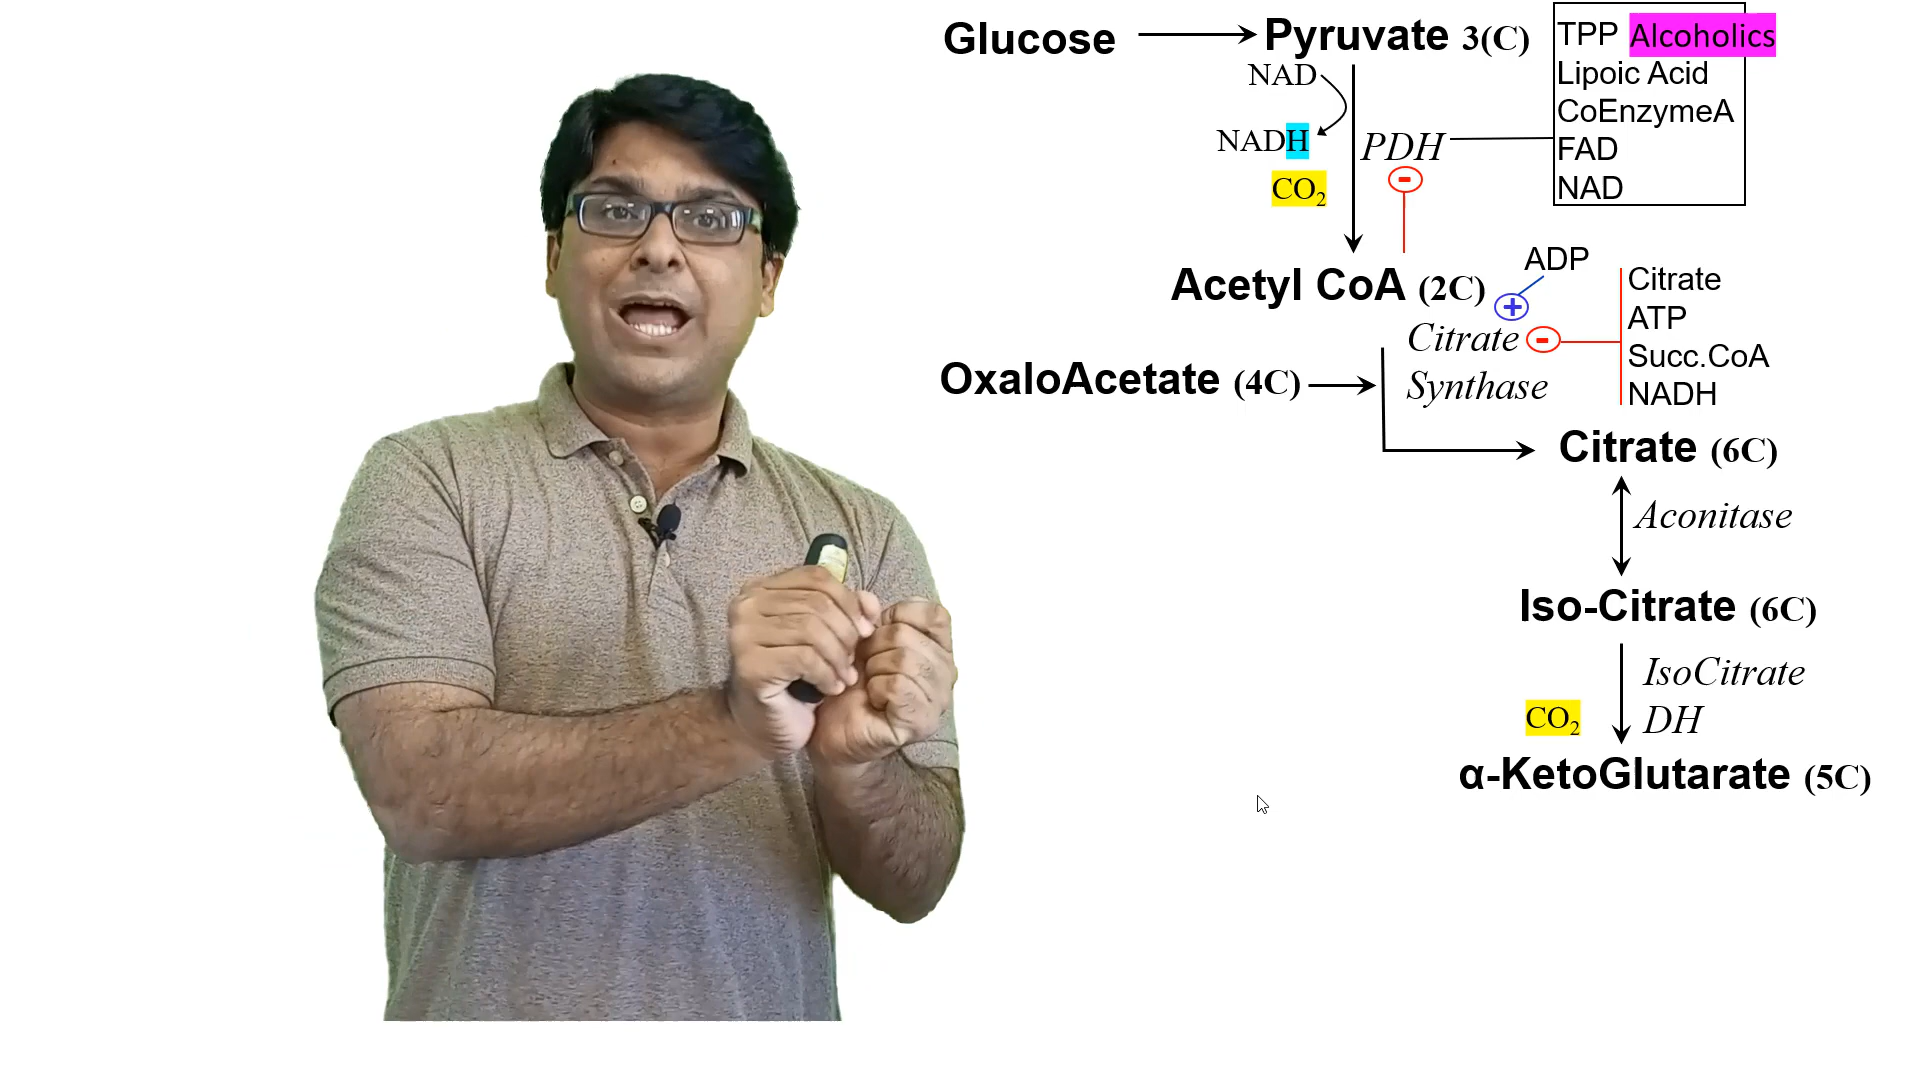 Glucose
Pyruvate 3(C)
TPP Alcoholics
Lipoic Acid
CoEnzymeA
FAD
NAD
NAD
NADH
CO₂
PDH
-
Acetyl CoA (2C)
ADP
+
Citrate
ATP
Succ.CoA
NADH
Citrate -
Synthase
OxaloAcetate (4C)
Citrate (6C)
Aconitase
Iso-Citrate (6C)
IsoCitrate
DH
CO₂
α-KetoGlutarate (5C)